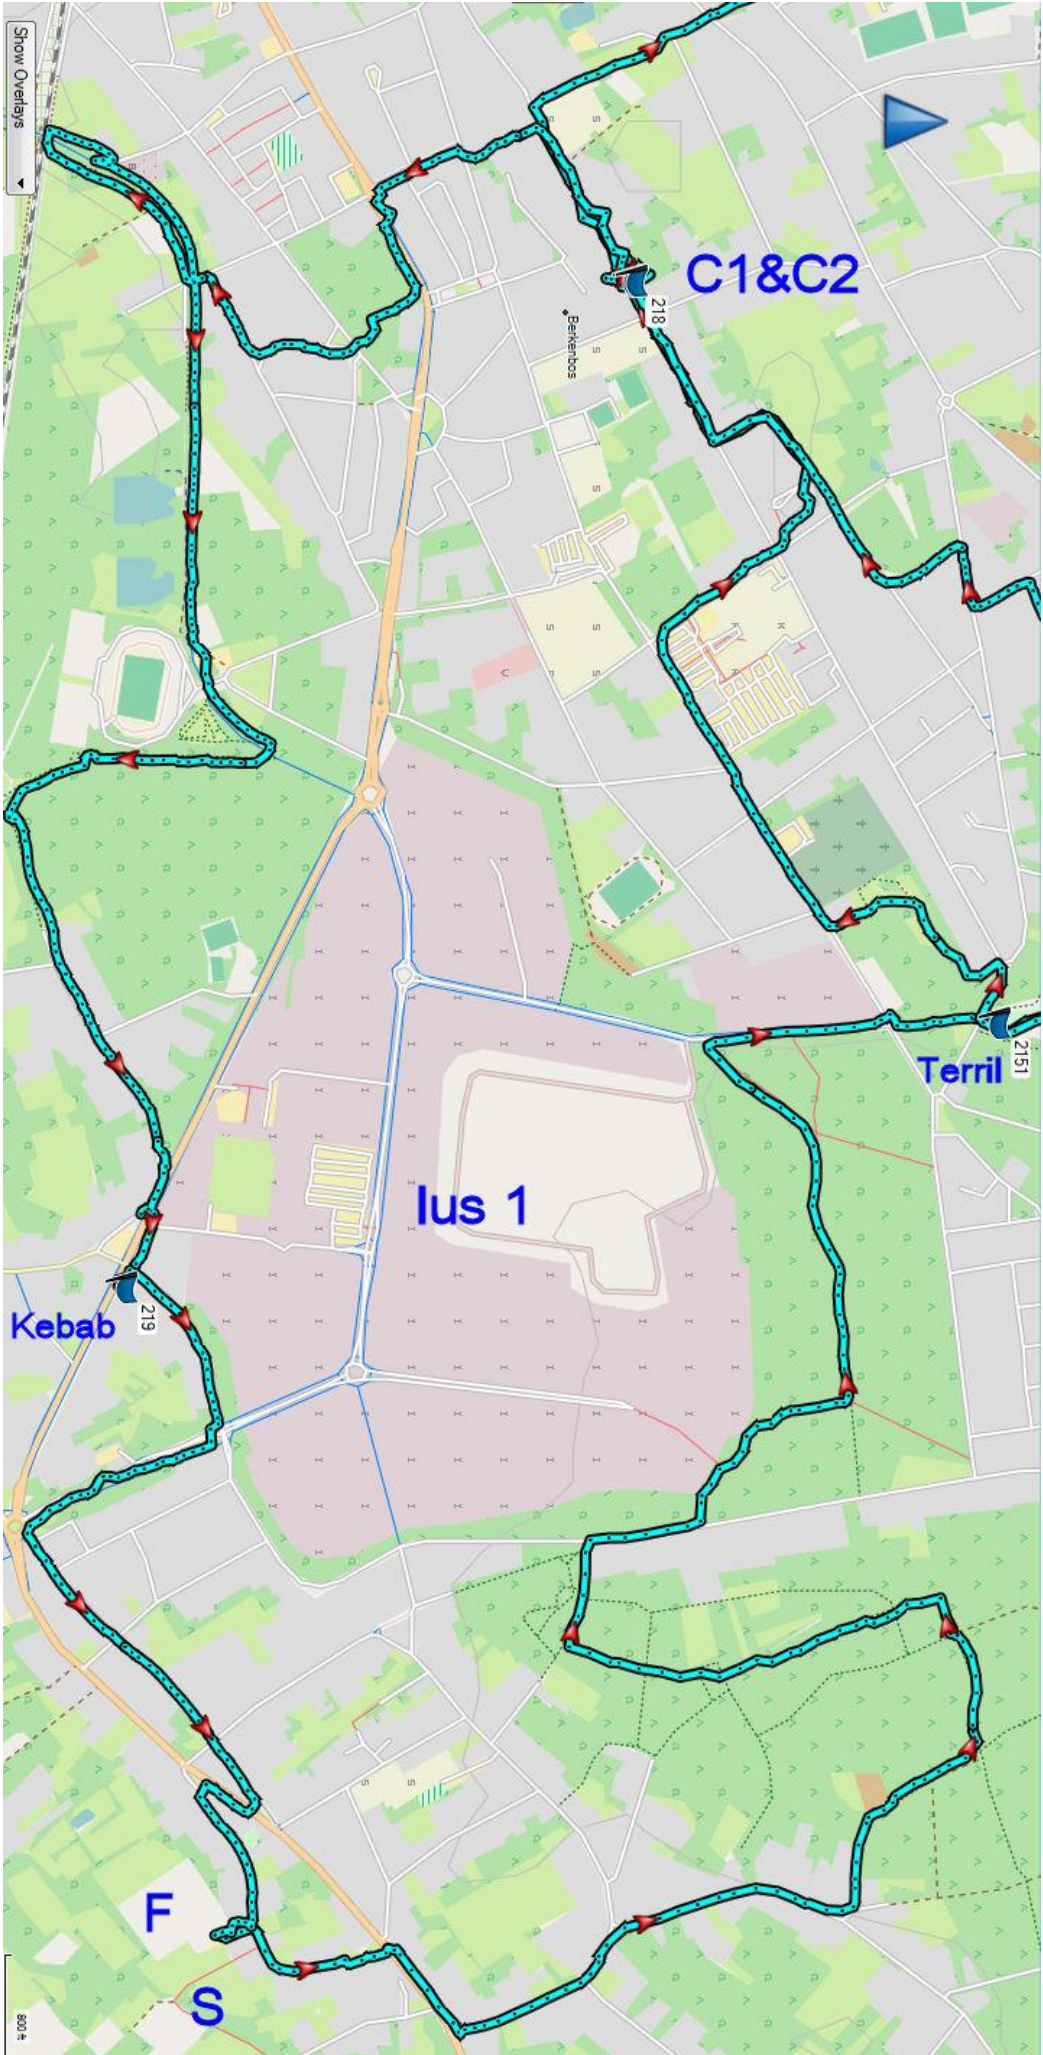 Show Overlays
C1&C2
218
Berkenbos
2151
Terril
Ius 1
219
Kebab
F
S
800 ft